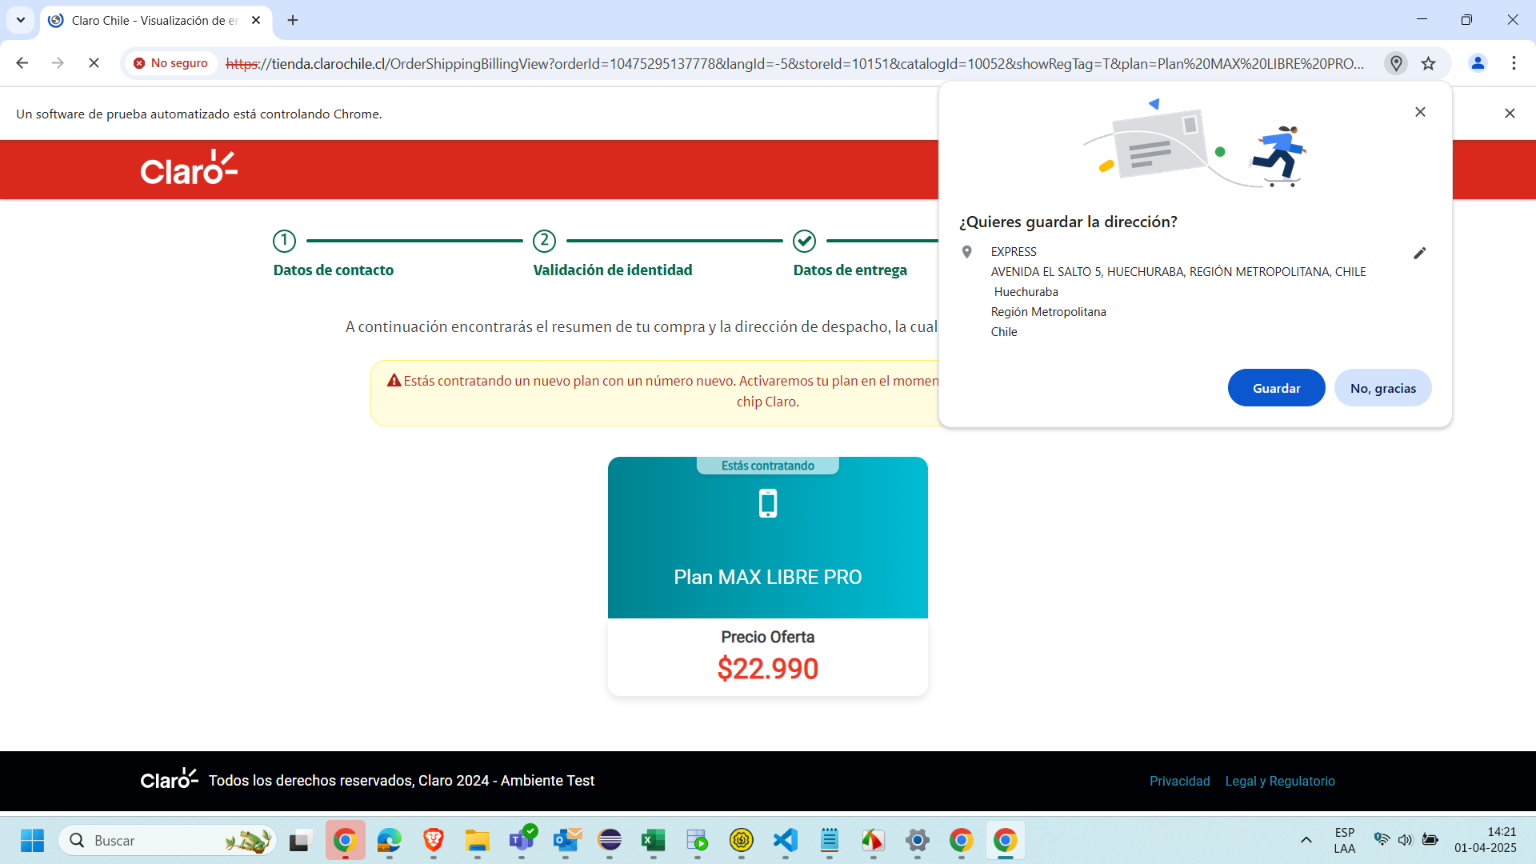 Claro Chile - Visualización de e
No seguro
https://tienda.clarochile.cl/OrderShippingBillingView?orderId=10475295137778&langId=-5&storeId=10151&catalogId=10052&showRegTag=T&plan=Plan%20MAX%20LIBRE%20PRO...
Un software de prueba automatizado está controlando Chrome.
Claro
¿Quieres guardar la dirección?
EXPRESS
AVENIDA EL SALTO 5, HUECHURABA, REGIÓN METROPOLITANA, CHILE
Huechuraba
Región Metropolitana
Chile
Guardar
No, gracias
1
2
Datos de contacto
Validación de identidad
Datos de entrega
A continuación encontrarás el resumen de tu compra y la dirección de despacho, la cual
Estás contratando un nuevo plan con un número nuevo. Activaremos tu plan en el momen
chip Claro.
Estás contratando
Plan MAX LIBRE PRO
Precio Oferta
$22.990
Claro
Todos los derechos reservados, Claro 2024 - Ambiente Test
Privacidad
Legal y Regulatorio
Buscar
ESP
LAA
14:21
01-04-2025